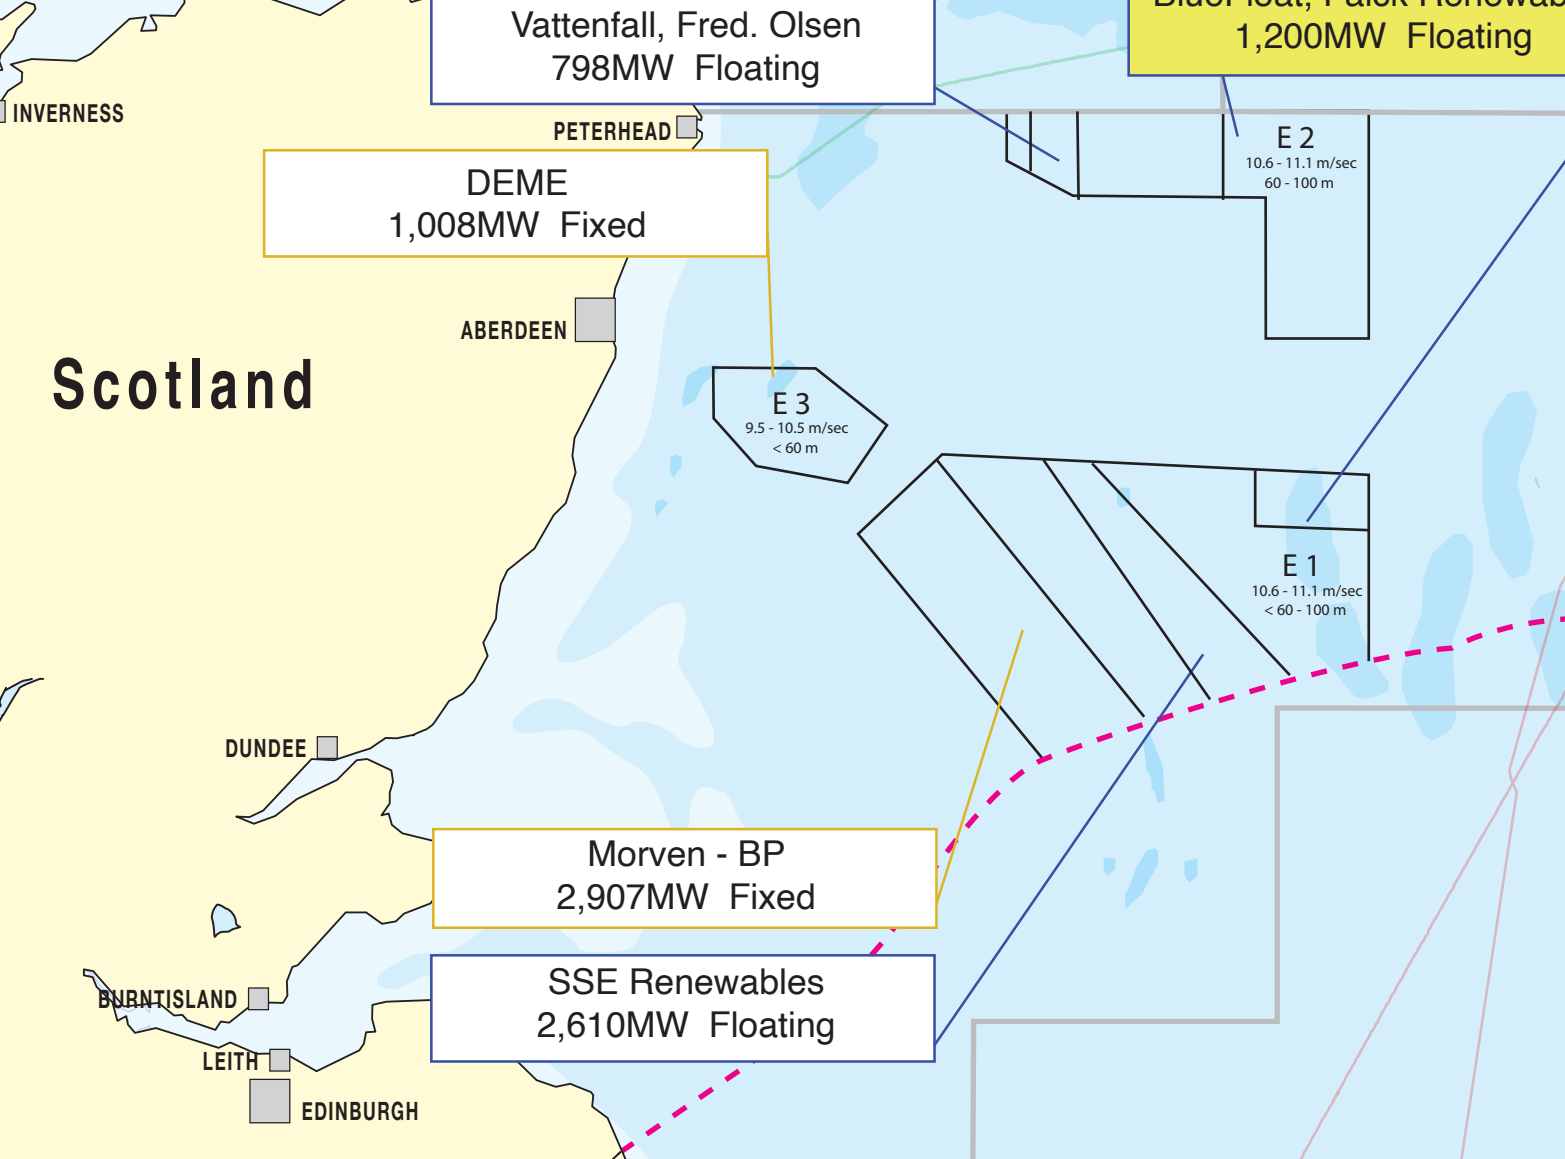 Vattenfall, Fred. Olsen
798MW Floating
1,200MW Floating
INVERNESS
PETERHEAD
E 2
10.6 - 11.1 m/sec
60 - 100 m
DEME
1,008MW Fixed
ABERDEEN
Scotland
E 3
9.5 - 10.5 m/sec
< 60 m
E 1
10.6 - 11.1 m/sec
< 60 - 100 m
DUNDEE
Morven - BP
2,907MW Fixed
SSE Renewables
2,610MW Floating
BURNTISLAND
LEITH
EDINBURGH